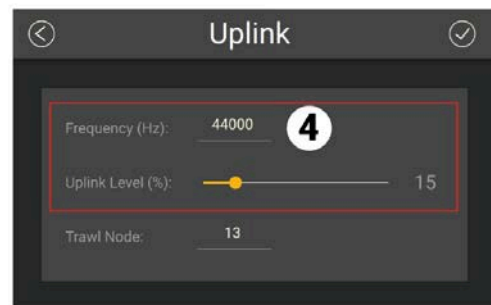 Uplink
Frequency (Hz): 44000 4
Uplink Level (%): 15
Trawl Node: 13